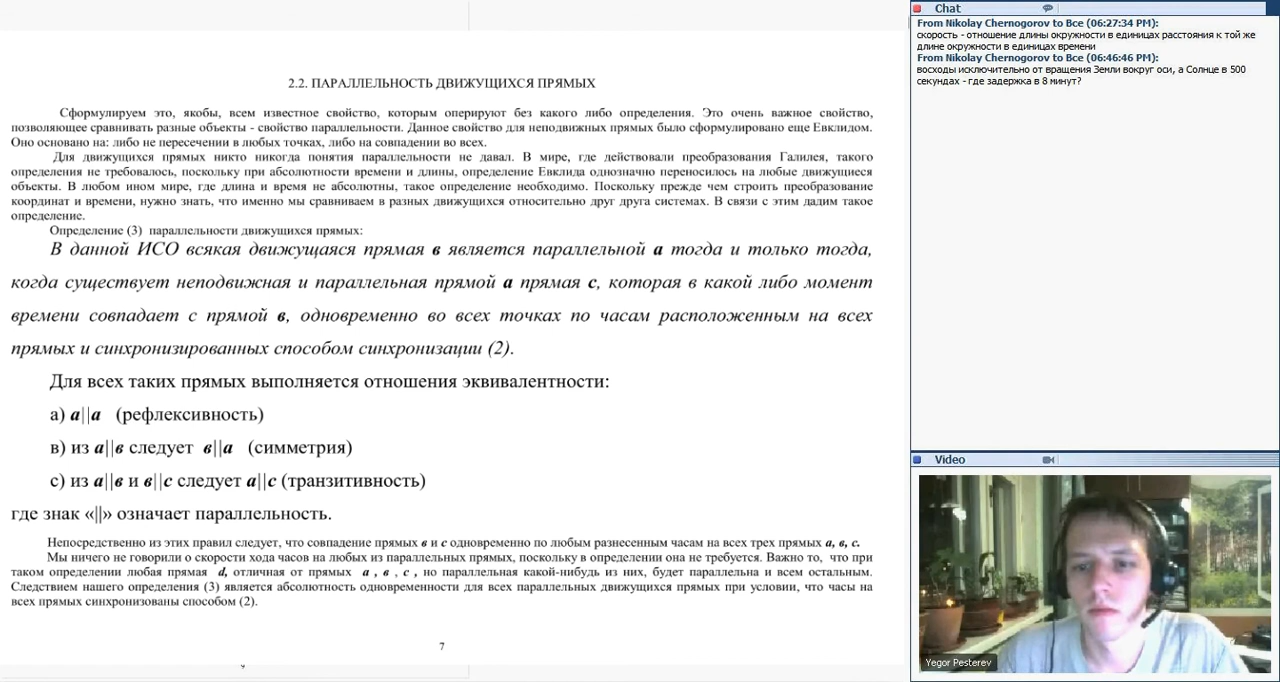 2.2. ПАРАЛЛЕЛЬНОСТЬ ДВИЖУЩИХСЯ ПРЯМЫХ
Сформулируем это, якобы, всем известное свойство, которым оперируют без какого либо определения. Это очень важное свойство,
позволяющее сравнивать разные объекты - свойство параллельности. Данное свойство для неподвижных прямых было сформулировано еще Евклидом.
Оно основано на: либо не пересечении в любых точках, либо на совпадении во всех.
Для движущихся прямых никто никогда понятия параллельности не давал. В мире, где действовали преобразования Галилея, такого
определения не требовалось, поскольку при абсолютности времени и длины, определение Евклида однозначно переносилось на любые движущиеся
объекты. В любом ином мире, где длина и время не абсолютны, такое определение необходимо. Поскольку прежде чем строить преобразование
координат и времени, нужно знать, что именно мы сравниваем в разных движущихся относительно друг друга системах. В связи с этим дадим такое
определение.
Определение (3) параллельности движущихся прямых:
В данной ИСО всякая движущаяся прямая в является параллельной а тогда и только тогда,
когда существует неподвижная и параллельная прямой а прямая с, которая в какой либо момент
времени совпадает с прямой в, одновременно во всех точках по часам расположенным на всех
прямых и синхронизированных способом синхронизации (2).
Для всех таких прямых выполняется отношения эквивалентности:
а) а||а (рефлексивность)
в) из а||в следует в||а (симметрия)
с) из а||в и в||с следует а||с (транзитивность)
где знак «||» означает параллельность.
Непосредственно из этих правил следует, что совпадение прямых в и с одновременно по любым разнесенным часам на всех трех прямых а, в, с.
Мы ничего не говорили о скорости хода часов на любых из параллельных прямых, поскольку в определении она не требуется. Важно то, что при
таком определении любая прямая d, отличная от прямых а , в , с , но параллельная какой-нибудь из них, будет параллельна и всем остальным.
Следствием нашего определения (3) является абсолютность одновременности для всех параллельных движущихся прямых при условии, что часы на
всех прямых синхронизованы способом (2).
7
Chat
From Nikolay Chernogorov to Все (06:27:34 PM):
скорость - отношение длины окружности в единицах расстояния к той же
длине окружности в единицах времени
From Nikolay Chernogorov to Все (06:46:46 PM):
восходы исключительно от вращения Земли вокруг оси, а Солнце в 500
секундах - где задержка в 8 минут?
Video
Yegor Pesterev